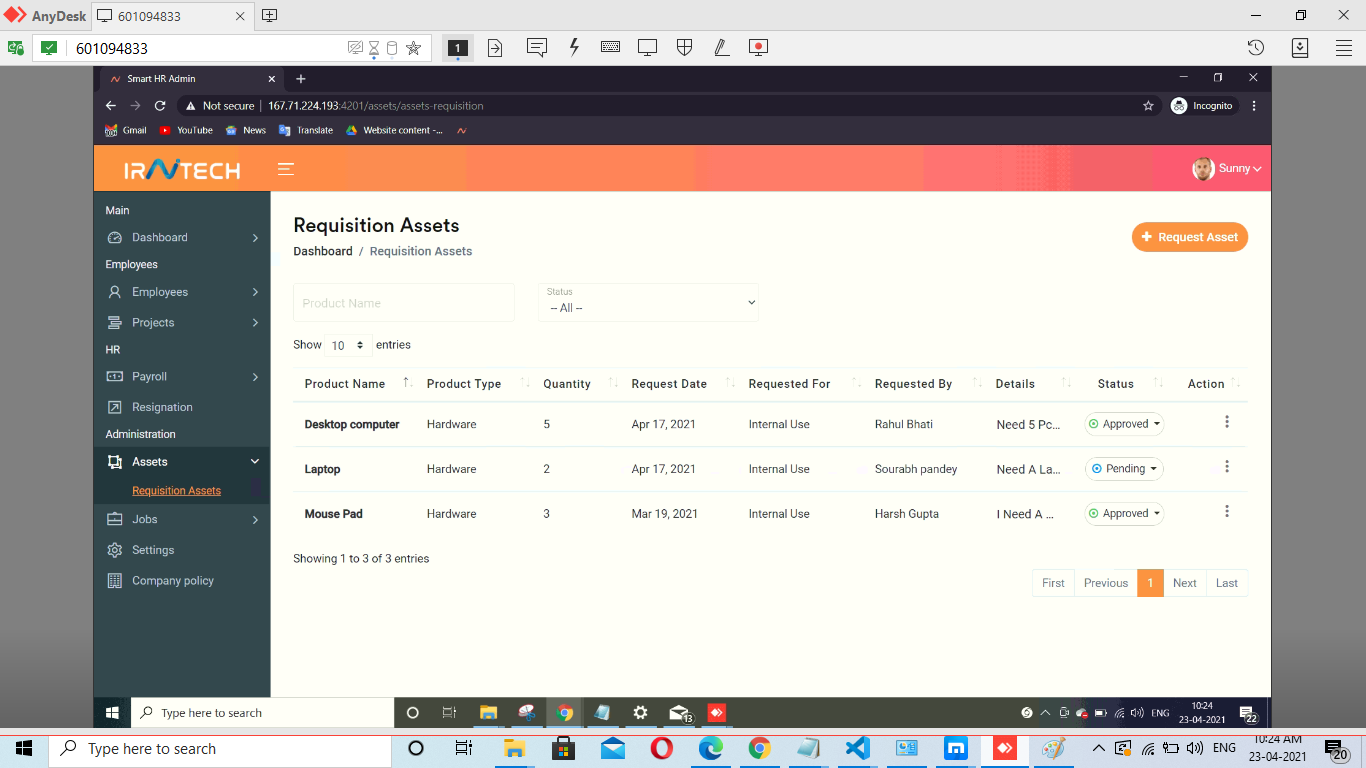 AnyDesk
601094833
601094833
1
Smart HR Admin
Not secure
167.71.224.193:4201/assets/assets-requisition
Incognito
Gmail
YouTube
News
Translate
Website content -...
IRNTECH
Sunny
Main
Dashboard
Employees
Employees
Projects
HR
Payroll
Resignation
Administration
Assets
Requisition Assets
Jobs
Settings
Company policy
Requisition Assets
Dashboard / Requisition Assets
+ Request Asset
Product Name
Status
-- All --
Show 10 entries
Product Name Product Type Quantity Request Date Requested For Requested By Details Status Action
Desktop computer Hardware 5 Apr 17, 2021 Internal Use Rahul Bhati Need 5 Pc... Approved
Laptop Hardware 2 Apr 17, 2021 Internal Use Sourabh pandey Need A La... Pending
Mouse Pad Hardware 3 Mar 19, 2021 Internal Use Harsh Gupta I Need A ... Approved
Showing 1 to 3 of 3 entries
First Previous 1 Next Last
Type here to search
13
ENG
10:24
23-04-2021
22
Type here to search
ENG
10:24 AM
23-04-2021
20